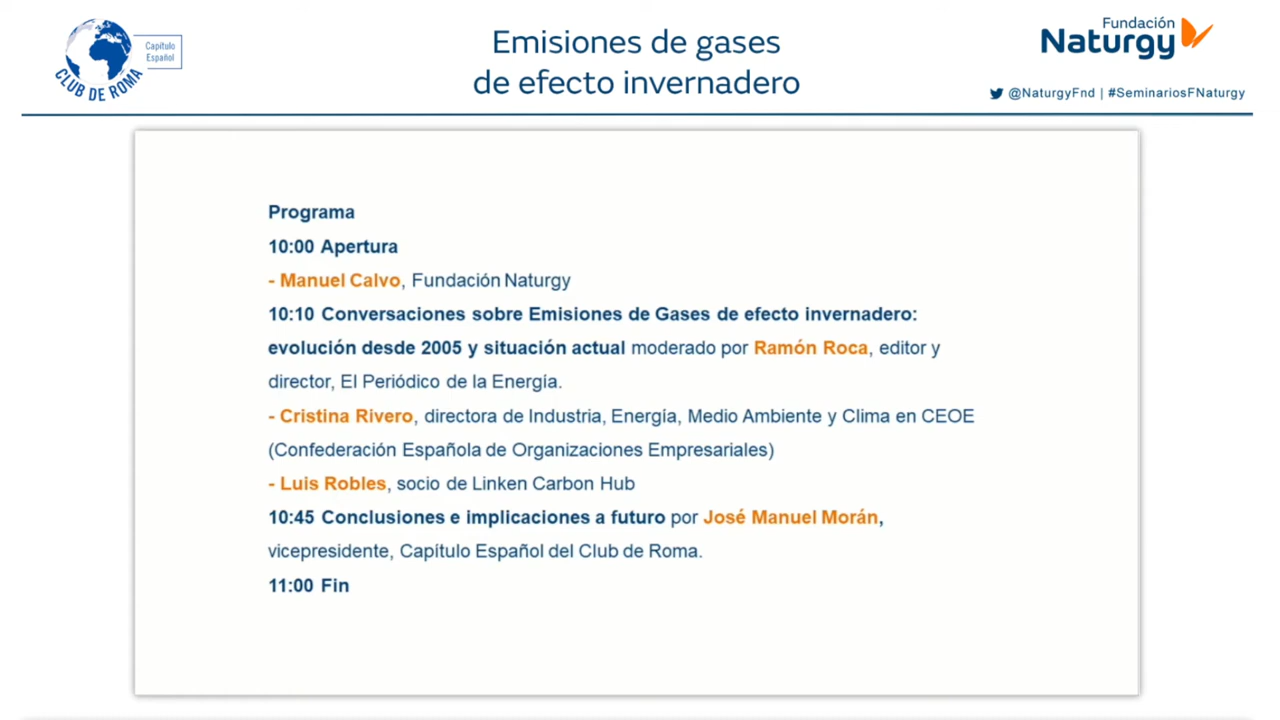 CLUB DE ROMA
Capítulo
Español
Emisiones de gases
de efecto invernadero
Fundación
Naturgy
@NaturgyFnd | #SeminariosFNaturgy
Programa
10:00 Apertura
- Manuel Calvo, Fundación Naturgy
10:10 Conversaciones sobre Emisiones de Gases de efecto invernadero:
evolución desde 2005 y situación actual moderado por Ramón Roca, editor y
director, El Periódico de la Energía.
- Cristina Rivero, directora de Industria, Energía, Medio Ambiente y Clima en CEOE
(Confederación Española de Organizaciones Empresariales)
- Luis Robles, socio de Linken Carbon Hub
10:45 Conclusiones e implicaciones a futuro por José Manuel Morán,
vicepresidente, Capítulo Español del Club de Roma.
11:00 Fin